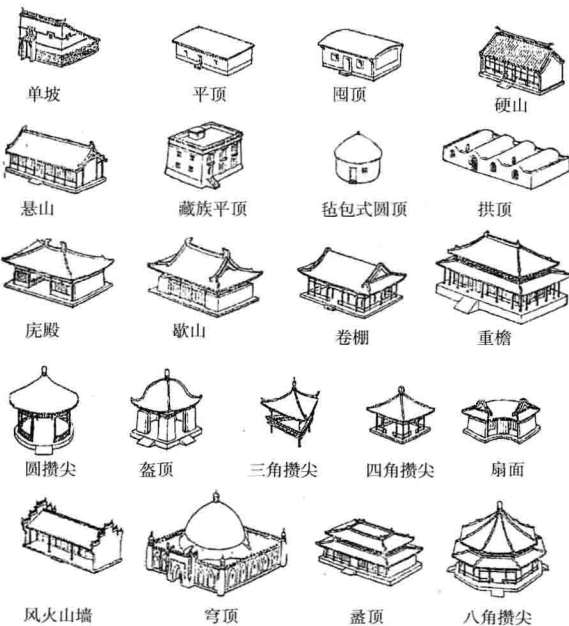 单坡 平顶 囤顶 硬山
悬山 藏族平顶 毡包式圆顶 拱顶
庑殿 歇山 卷棚 重檐
圆攒尖 盔顶 三角攒尖 四角攒尖 扇面
风火山墙 穹顶 盝顶 八角攒尖